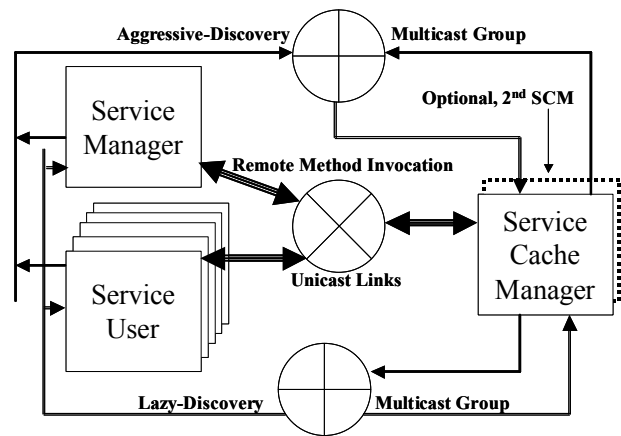 Aggressive-Discovery
Multicast Group
Optional, 2nd SCM
Service
Manager
Remote Method Invocation
Service
Cache
Manager
Unicast Links
Service
User
Lazy-Discovery
Multicast Group